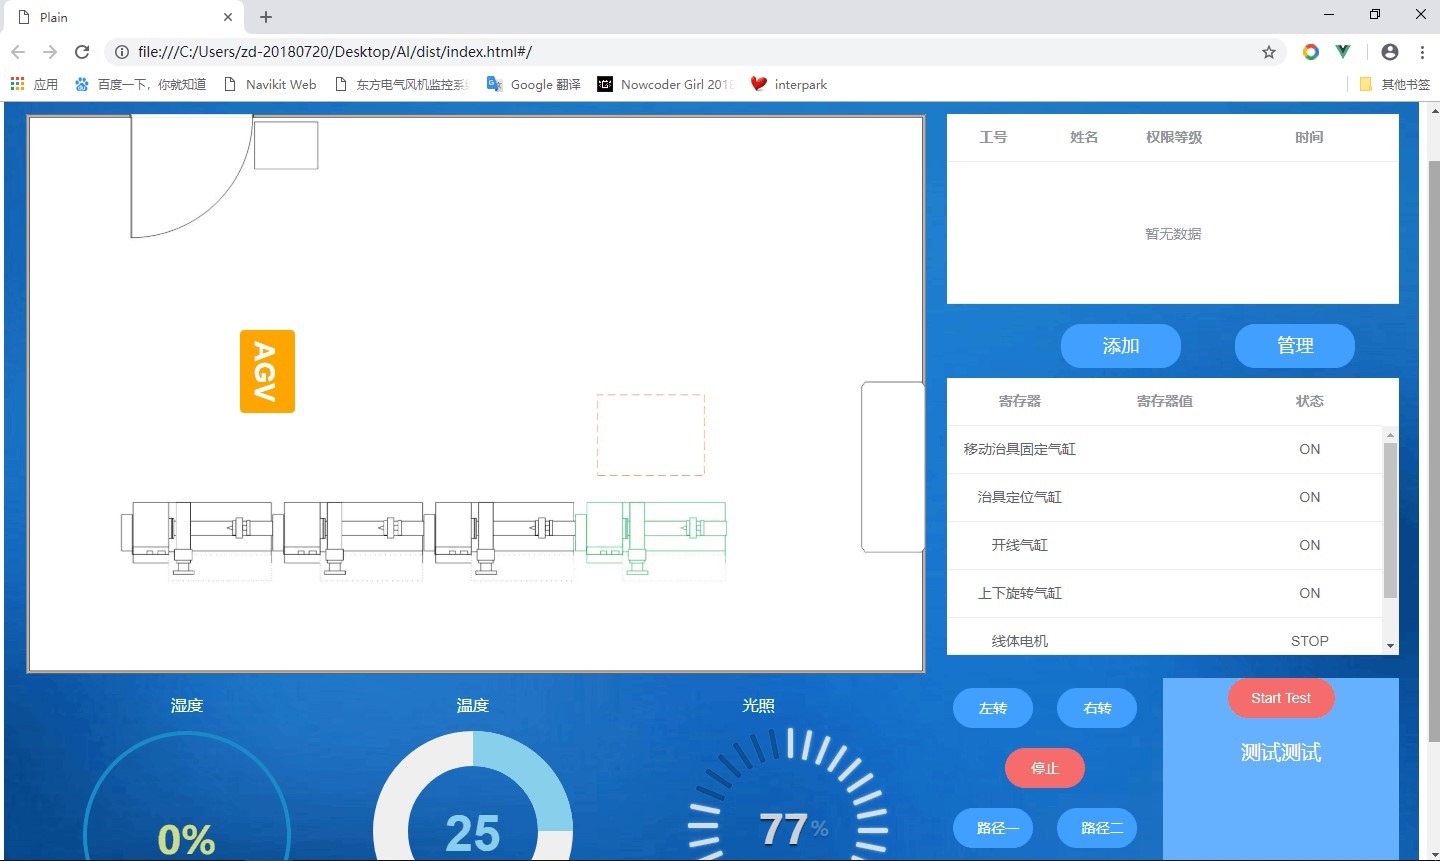 Plain
file:///C:/Users/zd-20180720/Desktop/AI/dist/index.html#/
应用 百度一下，你就知道 Navikit Web 东方电气风机监控系 Google 翻译 Nowcoder Girl 2018 interpark 其他书签
工号 姓名 权限等级 时间
暂无数据
添加 管理
AGV
寄存器 寄存器值 状态
移动治具固定气缸 ON
治具定位气缸 ON
开线气缸 ON
上下旋转气缸 ON
线体电机 STOP
湿度 温度 光照
0% 25 77%
左转 右转
停止
路径一 路径二
Start Test
测试测试